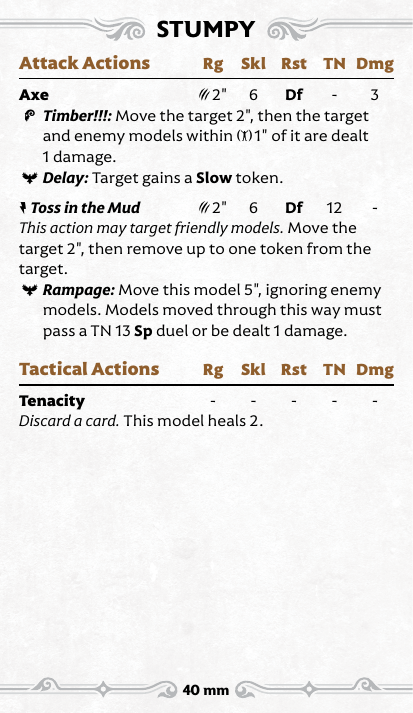 STUMPY
Attack Actions Rg Skl Rst TN Dmg
Axe 2" 6 Df - 3
Timber!!!: Move the target 2", then the target
and enemy models within 1" of it are dealt
1 damage.
Delay: Target gains a Slow token.
Toss in the Mud 2" 6 Df 12 -
This action may target friendly models. Move the
target 2", then remove up to one token from the
target.
Rampage: Move this model 5", ignoring enemy
models. Models moved through this way must
pass a TN 13 Sp duel or be dealt 1 damage.
Tactical Actions Rg Skl Rst TN Dmg
Tenacity - - - - -
Discard a card. This model heals 2.
40 mm